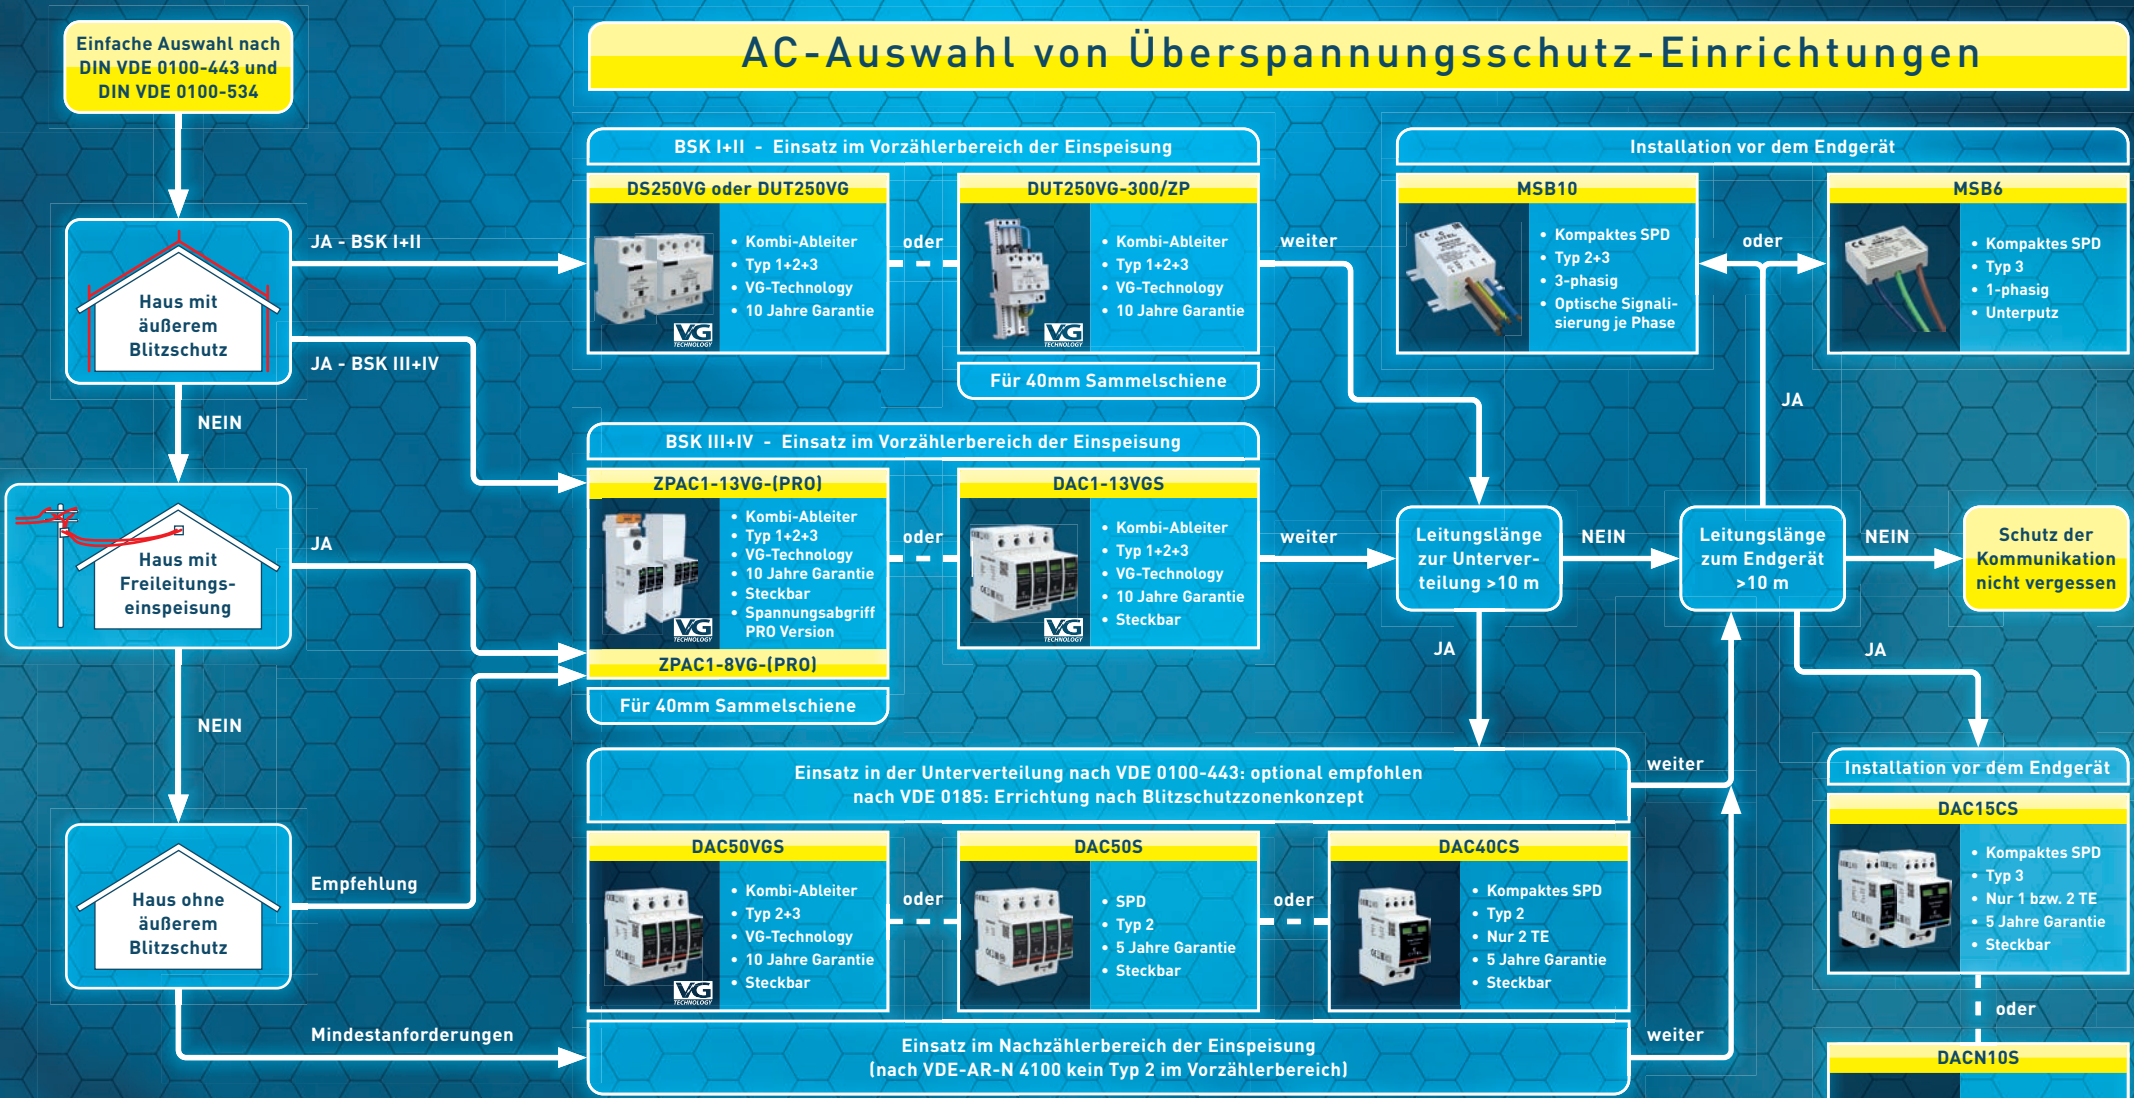 Einfache Auswahl nach
DIN VDE 0100-443 und
DIN VDE 0100-534
AC-Auswahl von Überspannungsschutz-Einrichtungen
Haus mit
äußerem
Blitzschutz
JA - BSK I+II
JA - BSK III+IV
NEIN
Haus mit
Freileitungs-
einspeisung
JA
NEIN
Haus ohne
äußerem
Blitzschutz
Empfehlung
Mindestanforderungen
BSK I+II - Einsatz im Vorzählerbereich der Einspeisung
DS250VG oder DUT250VG
• Kombi-Ableiter
• Typ 1+2+3
• VG-Technology
• 10 Jahre Garantie
VG
TECHNOLOGY
oder
DUT250VG-300/ZP
• Kombi-Ableiter
• Typ 1+2+3
• VG-Technology
• 10 Jahre Garantie
VG
TECHNOLOGY
Für 40mm Sammelschiene
weiter
BSK III+IV - Einsatz im Vorzählerbereich der Einspeisung
ZPAC1-13VG-(PRO)
• Kombi-Ableiter
• Typ 1+2+3
• VG-Technology
• 10 Jahre Garantie
• Steckbar
• Spannungsabgriff
PRO Version
VG
TECHNOLOGY
ZPAC1-8VG-(PRO)
Für 40mm Sammelschiene
oder
DAC1-13VGS
• Kombi-Ableiter
• Typ 1+2+3
• VG-Technology
• 10 Jahre Garantie
• Steckbar
VG
TECHNOLOGY
weiter
Leitungslänge
zur Unterver-
teilung >10 m
NEIN
JA
Leitungslänge
zum Endgerät
>10 m
NEIN
JA
JA
Schutz der
Kommunikation
nicht vergessen
Installation vor dem Endgerät
MSB10
CITEL
• Kompaktes SPD
• Typ 2+3
• 3-phasig
• Optische Signali-
sierung je Phase
oder
MSB6
• Kompaktes SPD
• Typ 3
• 1-phasig
• Unterputz
Einsatz in der Unterverteilung nach VDE 0100-443: optional empfohlen
nach VDE 0185: Errichtung nach Blitzschutzzonenkonzept
weiter
DAC50VGS
• Kombi-Ableiter
• Typ 2+3
• VG-Technology
• 10 Jahre Garantie
• Steckbar
VG
TECHNOLOGY
oder
DAC50S
• SPD
• Typ 2
• 5 Jahre Garantie
• Steckbar
oder
DAC40CS
• Kompaktes SPD
• Typ 2
• Nur 2 TE
• 5 Jahre Garantie
• Steckbar
Einsatz im Nachzählerbereich der Einspeisung
(nach VDE-AR-N 4100 kein Typ 2 im Vorzählerbereich)
weiter
Installation vor dem Endgerät
DAC15CS
• Kompaktes SPD
• Typ 3
• Nur 1 bzw. 2 TE
• 5 Jahre Garantie
• Steckbar
oder
DACN10S